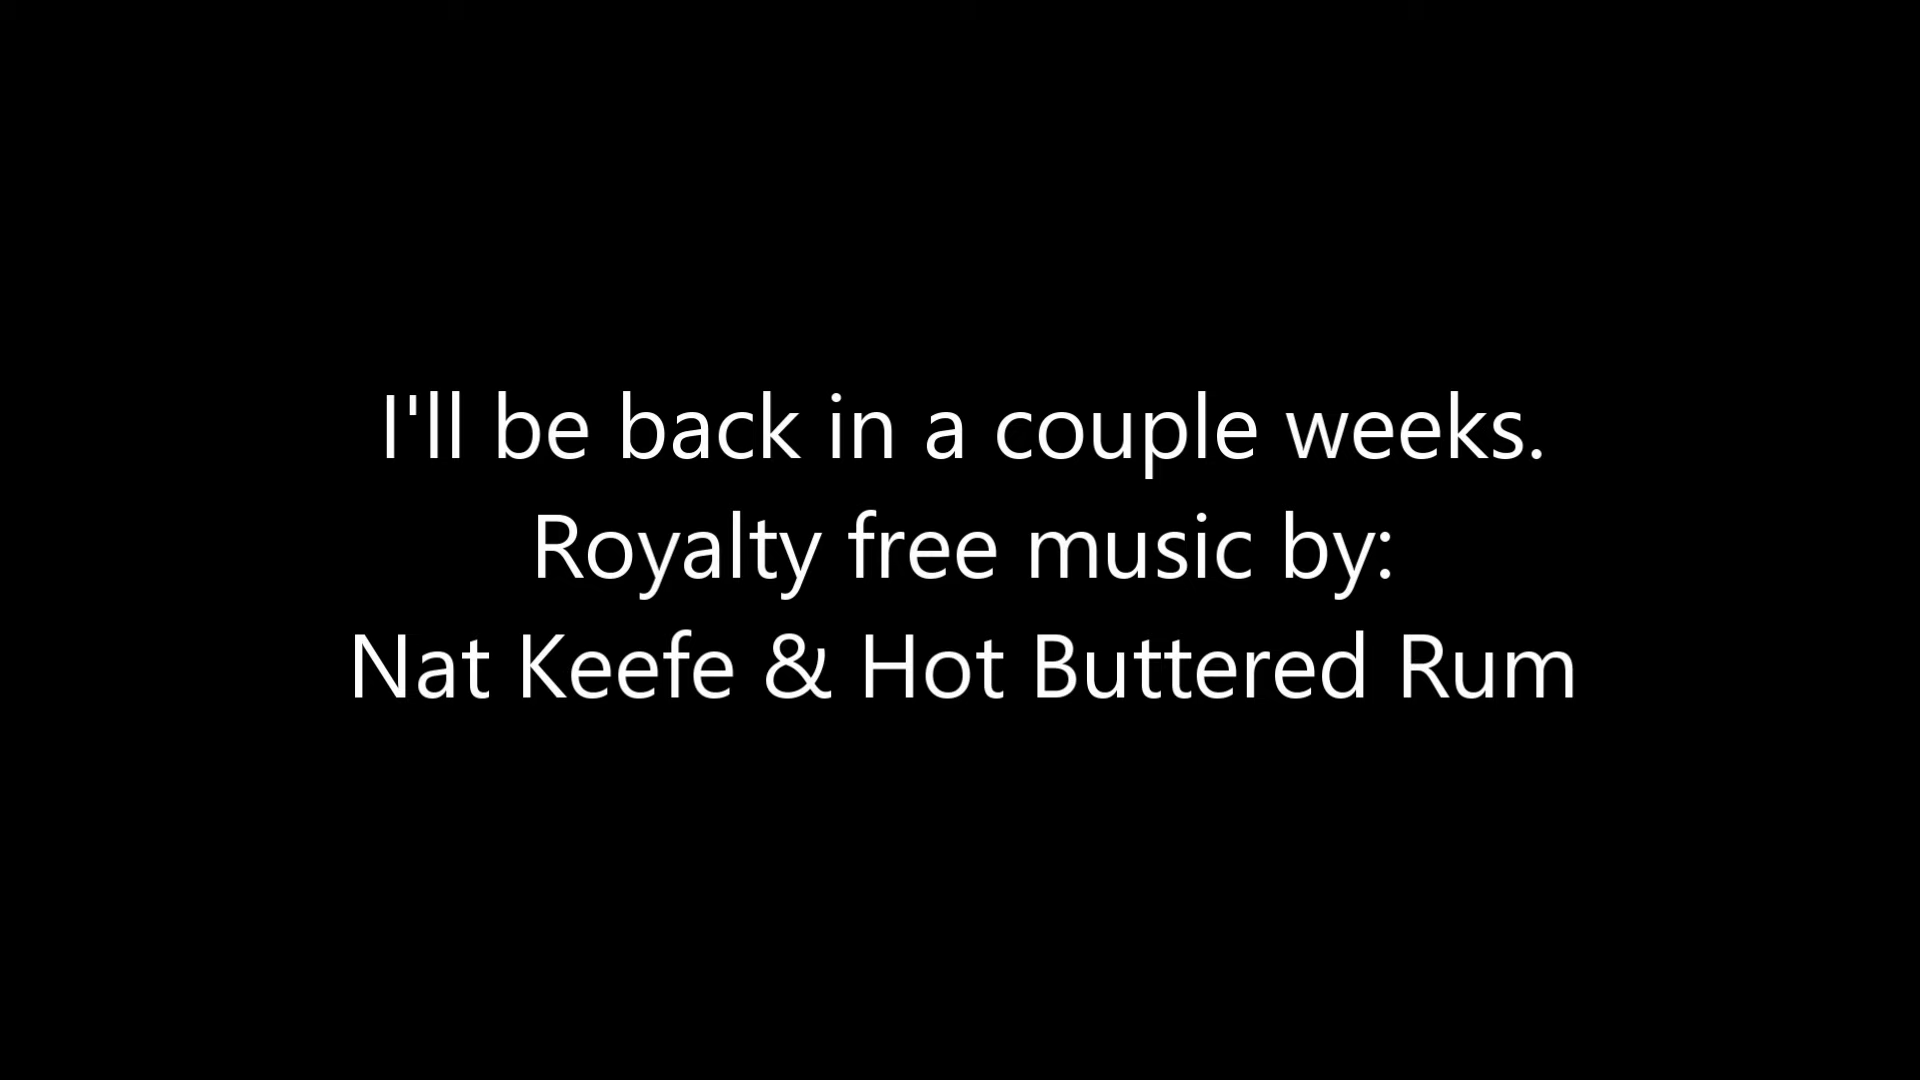 I'll be back in a couple weeks.
Royalty free music by:
Nat Keefe & Hot Buttered Rum